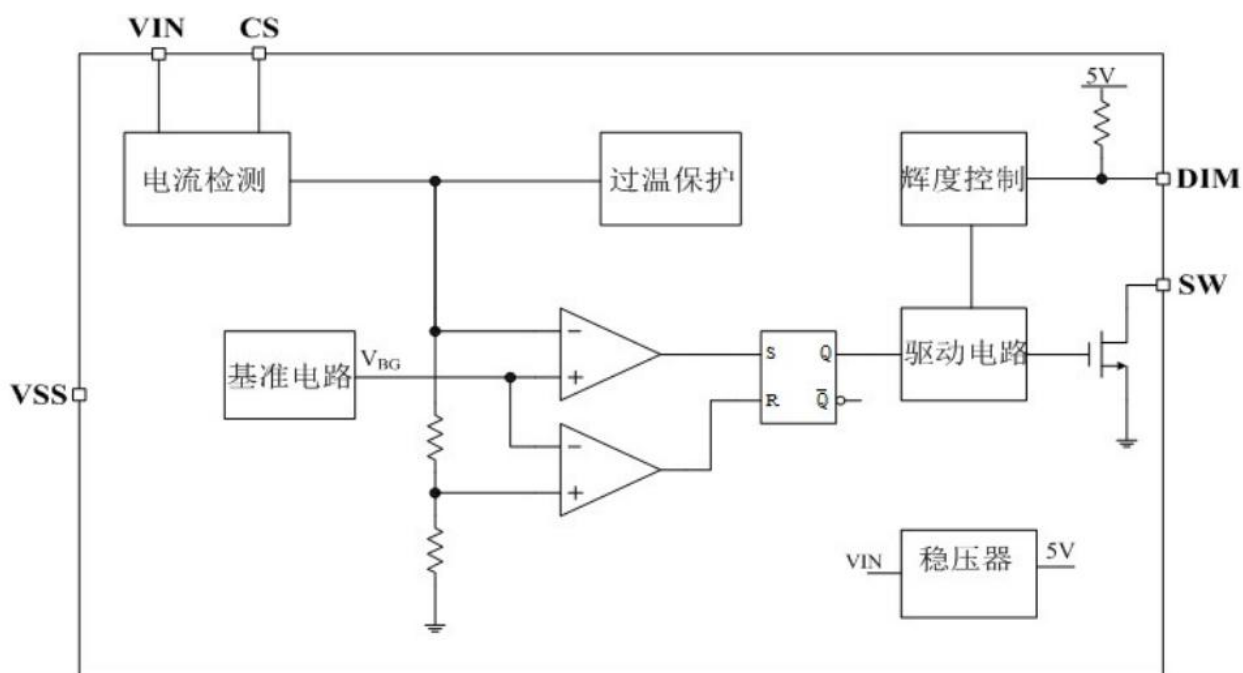 VIN CS
5V
电流检测
过温保护
辉度控制
DIM
SW
基准电路
V_BG
−
+
S Q
R Q̅
驱动电路
VSS
−
+
VIN
稳压器
5V